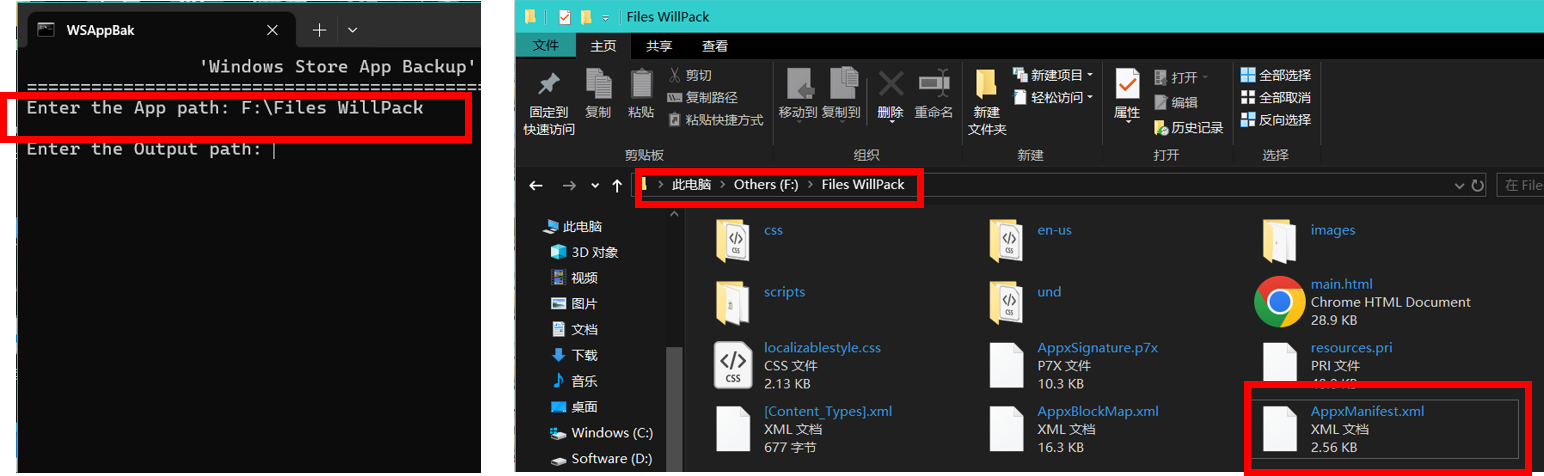 WSAppBak
'Windows Store App Backup'
===========================================
Enter the App path: F:\Files WillPack
Enter the Output path:
Files WillPack
文件 主页 共享 查看
固定到快速访问
复制
粘贴
剪切
复制路径
粘贴快捷方式
剪贴板
移动到
复制到
删除
重命名
组织
新建文件夹
新建项目
轻松访问
新建
属性
打开
编辑
历史记录
打开
全部选择
全部取消
反向选择
选择
此电脑 > Others (F:) > Files WillPack
在 File
此电脑
3D 对象
视频
图片
文档
下载
音乐
桌面
Windows (C:)
Software (D:)
css
en-us
images
scripts
und
main.html
Chrome HTML Document
28.9 KB
localizablestyle.css
CSS 文件
2.13 KB
AppxSignature.p7x
P7X 文件
10.3 KB
resources.pri
PRI 文件
[Content_Types].xml
XML 文档
677 字节
AppxBlockMap.xml
XML 文档
16.3 KB
AppxManifest.xml
XML 文档
2.56 KB